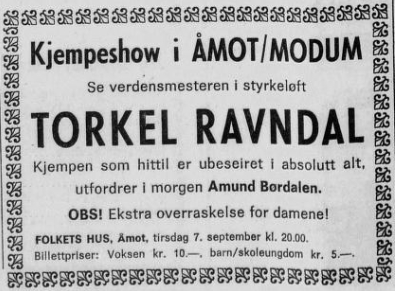 Kjempeshow i ÅMOT/MODUM
Se verdensmesteren i styrkeløft
TORKEL RAVNDAL
Kjempen som hittil er ubeseiret i absolutt alt,
utfordrer i morgen Amund Børdalen.
OBS! Ekstra overraskelse for damene!
FOLKETS HUS, Åmot, tirsdag 7. september kl. 20.00.
Billettpriser: Voksen kr. 10.—, barn/skoleungdom kr. 5.—.